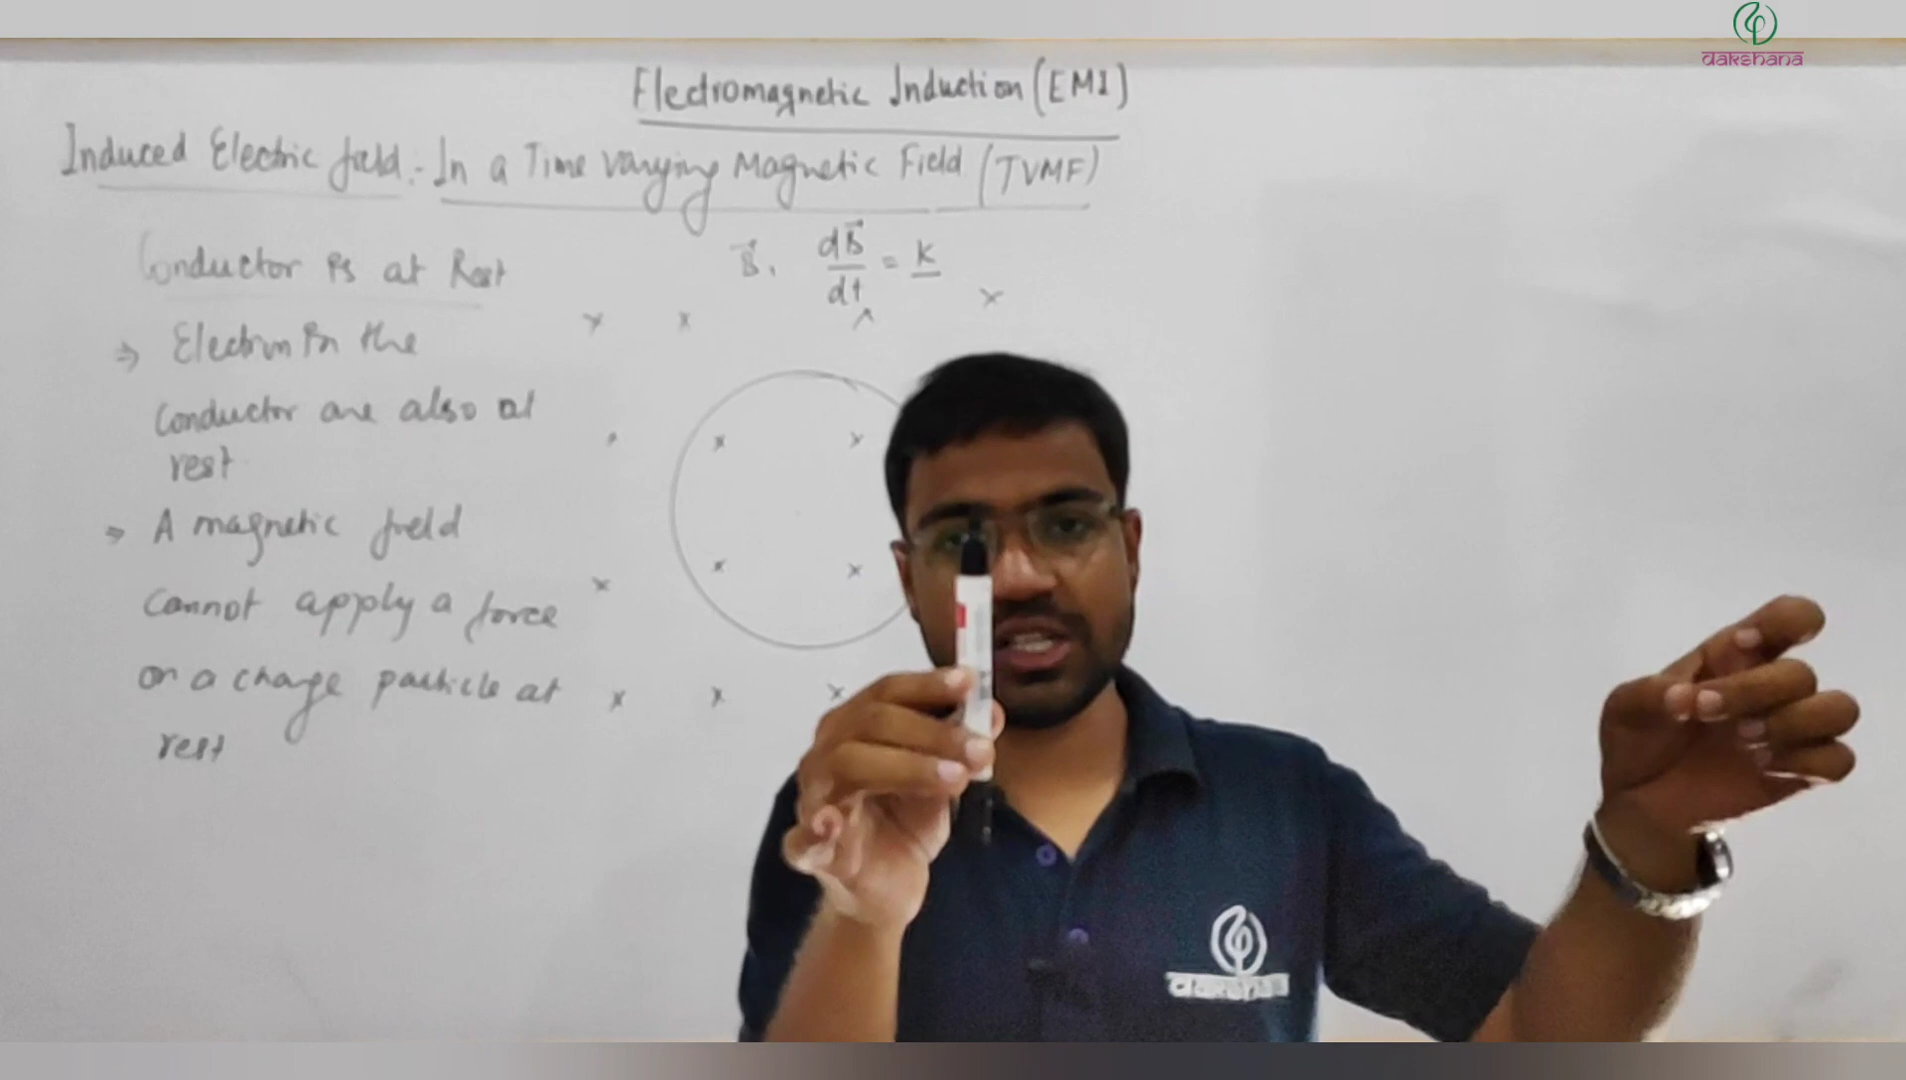 dakshana
Electromagnetic Induction (EMI)
Induced Electric field :- In a Time varying Magnetic Field (TVMF)
Conductor is at Rest
B⃗, dB⃗/dt = K
⇒ Electron in the
Conductor are also at
rest
⇒ A magnetic field
Cannot apply a force
on a charge particle at
rest
dakshana